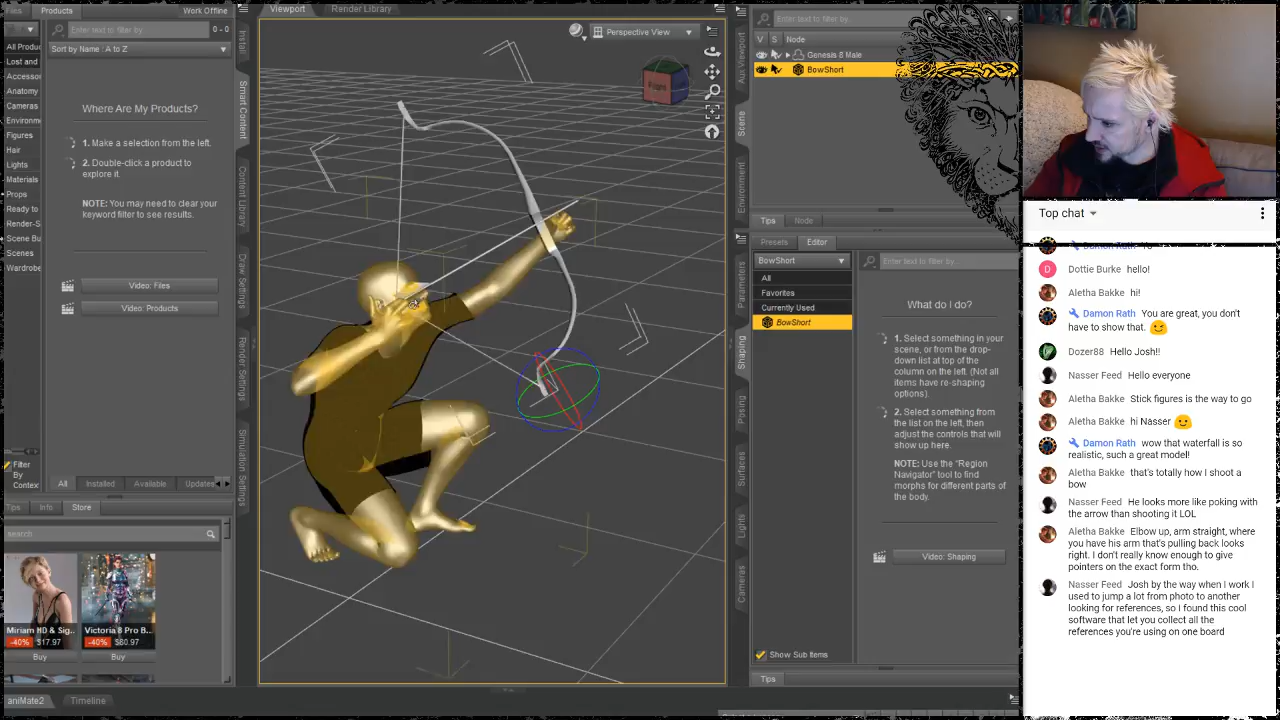 Files
Products
Work Offline
Enter text to filter by
0 - 0
All Produ
Sort by Name : A to Z
Lost and
Accessor
Anatomy
Cameras
Environm
Figures
Hair
Lights
Materials
Props
Ready to
Render-S
Scene Bu
Scenes
Wardrobe
Where Are My Products?
1. Make a selection from the left.
2. Double-click a product to
explore it.
NOTE: You may need to clear your
keyword filter to see results.
Video: Files
Video: Products
Filter
By
Contex
All
Installed
Available
Updates
Tips
Info
Store
search
Miriam HD & Sig..
-40% $17.97
Buy
Victoria 8 Pro B...
-40% $80.97
Buy
aniMate2
Timeline
Install
Smart Content
Content Library
Draw Settings
Render Settings
Simulation Settings
Viewport
Render Library
Perspective View
Aux Viewport
Scene
Environment
Enter text to filter by...
V S Node
Genesis 8 Male
BowShort
Tips
Node
Parameters
Shaping
Posing
Surfaces
Lights
Cameras
Presets
Editor
BowShort
Enter text to filter by...
All
Favorites
Currently Used
BowShort
What do I do?
1. Select something in your
scene, or from the drop-
down list at top of the
column on the left. (Not all
items have re-shaping
options).
2. Select something from
the list on the left, then
adjust the controls that will
show up here.
NOTE: Use the "Region
Navigator" tool to find
morphs for different parts of
the body.
Video: Shaping
Show Sub Items
Tips
Top chat
Damon Rath
Dottie Burke hello!
Aletha Bakke hi!
Damon Rath You are great, you don't
have to show that.
Dozer88 Hello Josh!!
Nasser Feed Hello everyone
Aletha Bakke Stick figures is the way to go
Aletha Bakke hi Nasser
Damon Rath wow that waterfall is so
realistic, such a great model!
Aletha Bakke that's totally how I shoot a
bow
Nasser Feed He looks more like poking with
the arrow than shooting it LOL
Aletha Bakke Elbow up, arm straight, where
you have his arm that's pulling back looks
right. I don't really know enough to give
pointers on the exact form tho.
Nasser Feed Josh by the way when I work I
used to jump a lot from photo to another
looking for references, so I found this cool
software that let you collect all the
references you're using on one board